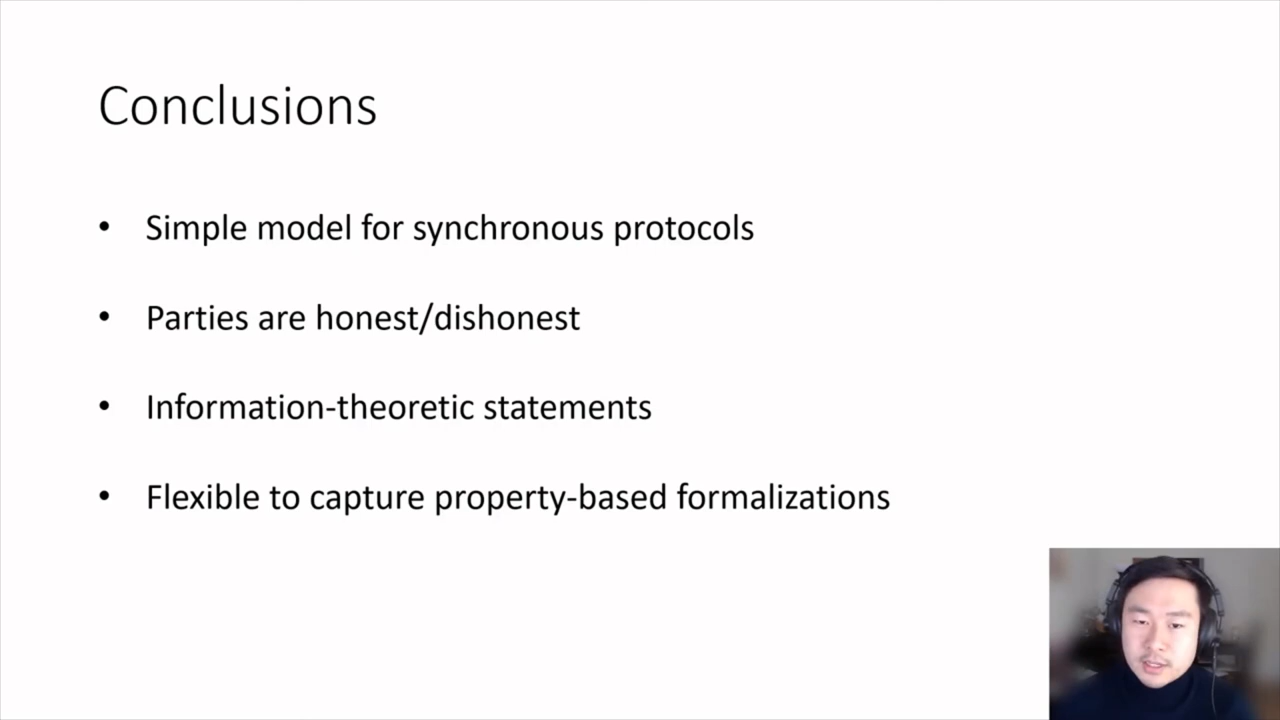 Conclusions
• Simple model for synchronous protocols
• Parties are honest/dishonest
• Information-theoretic statements
• Flexible to capture property-based formalizations